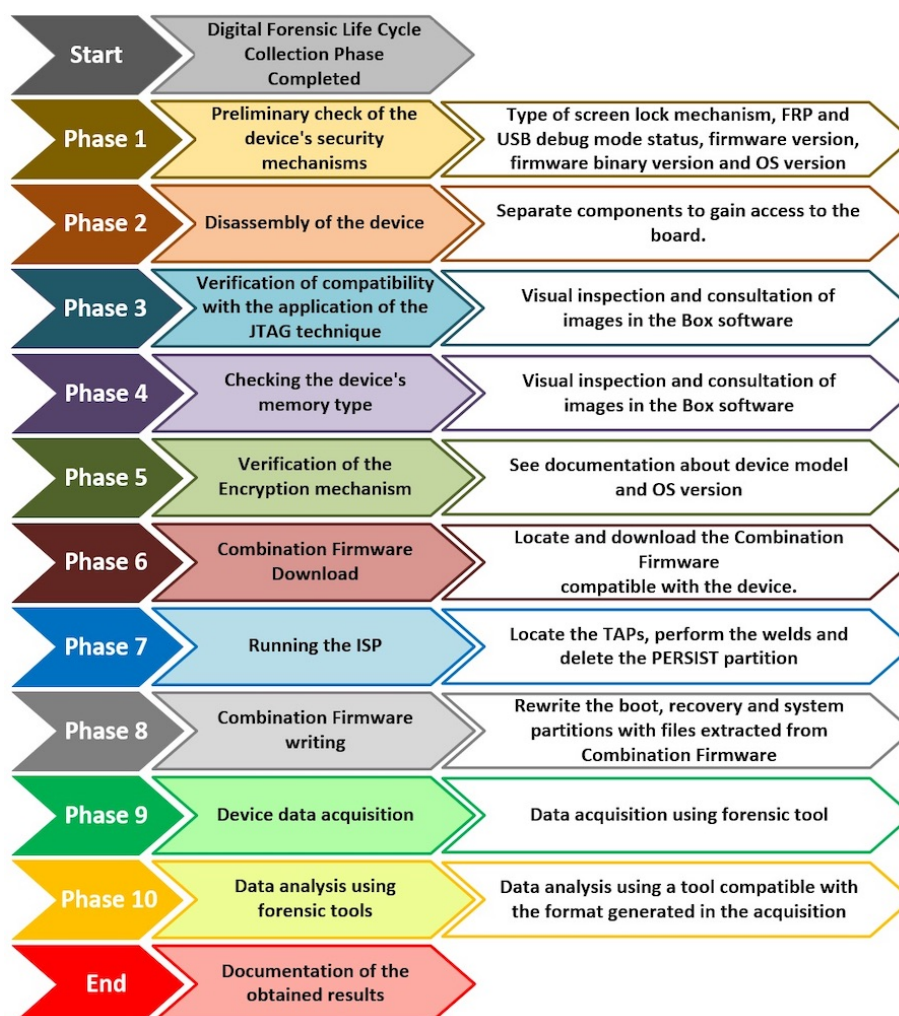 Start
Digital Forensic Life Cycle
Collection Phase
Completed
Phase 1
Preliminary check of the
device's security
mechanisms
Type of screen lock mechanism, FRP and
USB debug mode status, firmware version,
firmware binary version and OS version
Phase 2
Disassembly of the device
Separate components to gain access to the
board.
Phase 3
Verification of compatibility
with the application of the
JTAG technique
Visual inspection and consultation of
images in the Box software
Phase 4
Checking the device's
memory type
Visual inspection and consultation of
images in the Box software
Phase 5
Verification of the
Encryption mechanism
See documentation about device model
and OS version
Phase 6
Combination Firmware
Download
Locate and download the Combination
Firmware
compatible with the device.
Phase 7
Running the ISP
Locate the TAPs, perform the welds and
delete the PERSIST partition
Phase 8
Combination Firmware
writing
Rewrite the boot, recovery and system
partitions with files extracted from
Combination Firmware
Phase 9
Device data acquisition
Data acquisition using forensic tool
Phase 10
Data analysis using
forensic tools
Data analysis using a tool compatible with
the format generated in the acquisition
End
Documentation of the
obtained results